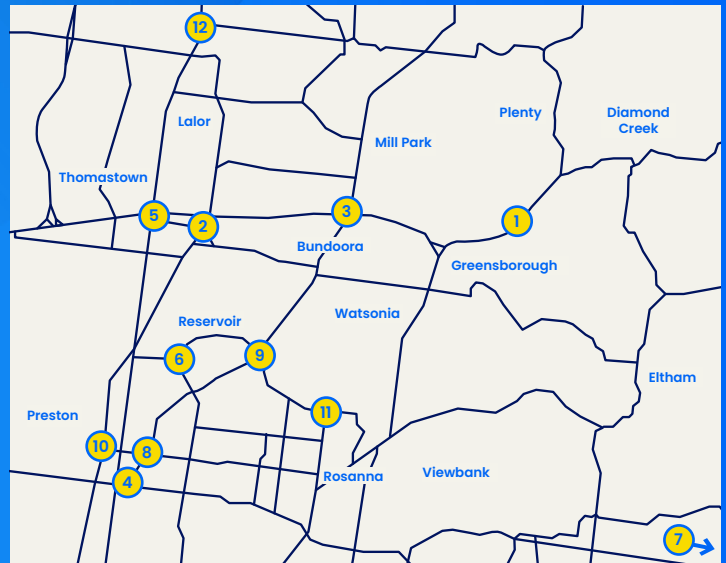 12
Lalor
Mill Park
Plenty
Diamond
Creek
Thomastown
5
2
3
1
Bundoora
Greensborough
Reservoir
Watsonia
6
9
Eltham
Preston
11
10
8
4
Rosanna
Viewbank
7